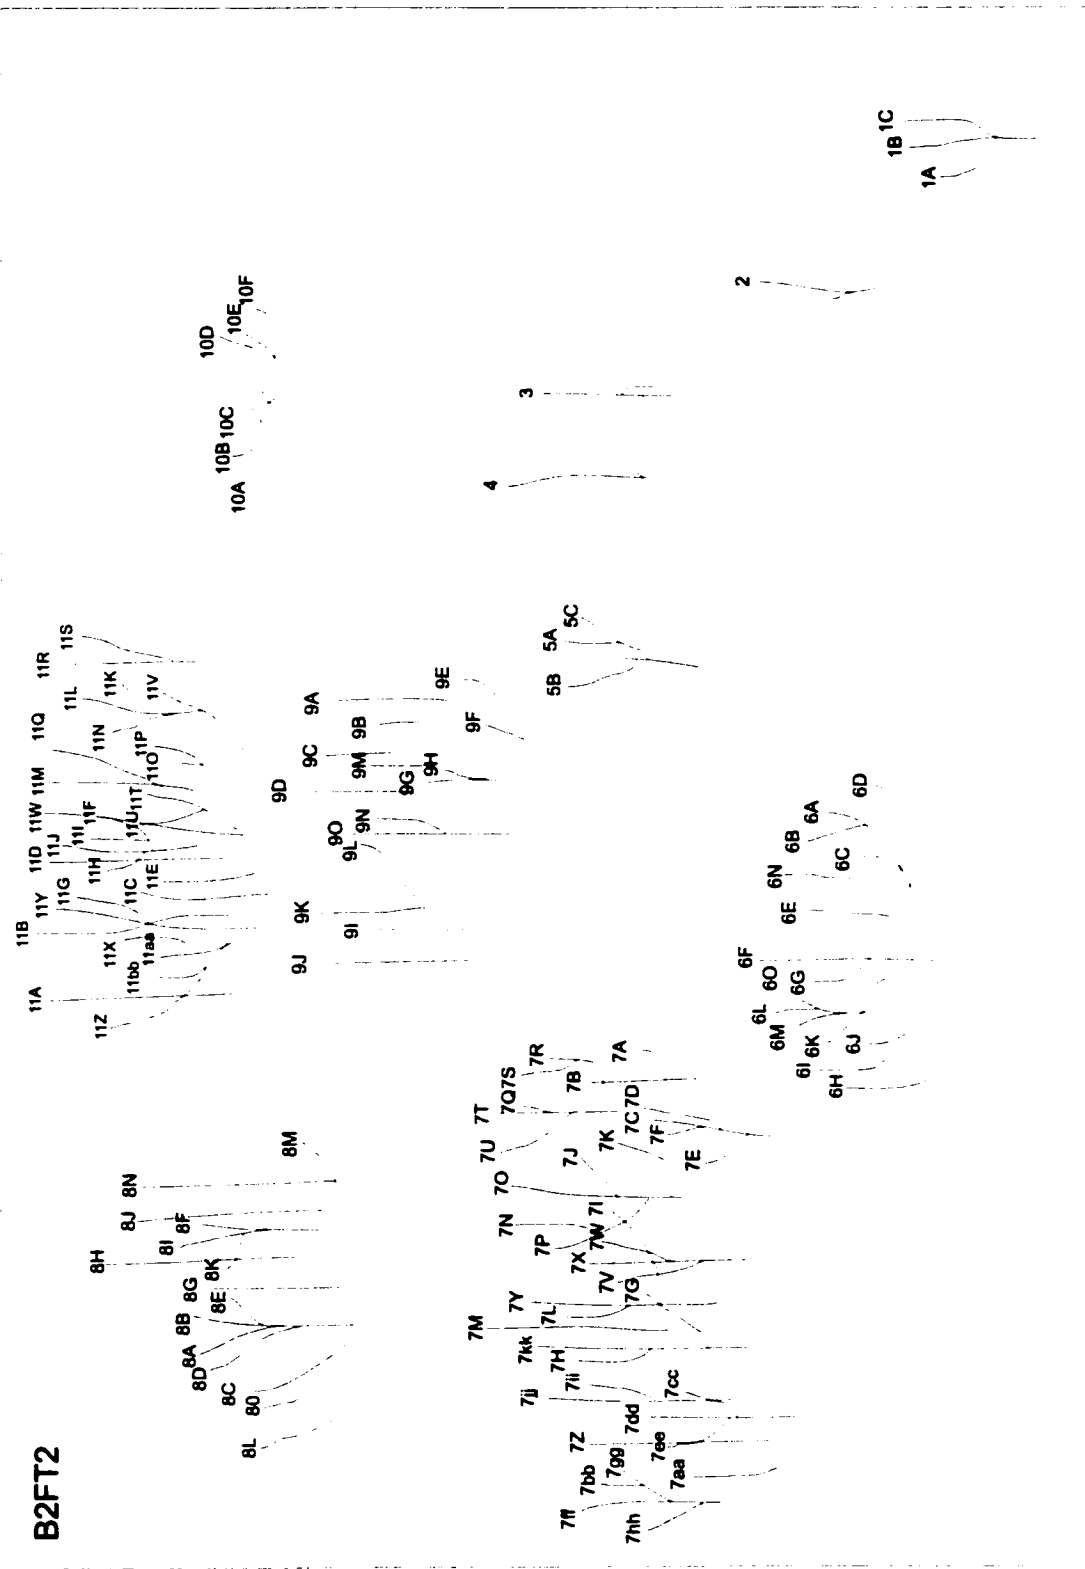 B2FT2
11A
11Z
11B
11Y
11G
11X
11bb
11aa
11D
11J
11H
11C
11E
11W
11I
11F
11U
11T
11M
11Q
11N
11P
11O
11L
11K
11V
11R
11S
10A
10B
10C
10D
10E
10F
9J
9K
9I
9L
9O
9N
9D
9C
9M
9G
9H
9A
9B
9F
9E
8L
8O
8C
8D
8A
8B
8E
8G
8K
8H
8I
8F
8J
8N
8M
7ff
7hh
7bb
7gg
7Z
7aa
7ee
7dd
7cc
7jj
7ii
7H
7kk
7M
7L
7Y
7G
7V
7X
7W
7I
7P
7N
7O
7J
7K
7U
7T
7Q
7S
7R
7B
7A
7C
7D
7F
7E
6H
6I
6J
6K
6M
6L
6G
6O
6F
6E
6N
6C
6B
6A
6D
5B
5A
5C
4
3
2
1A
1B
1C